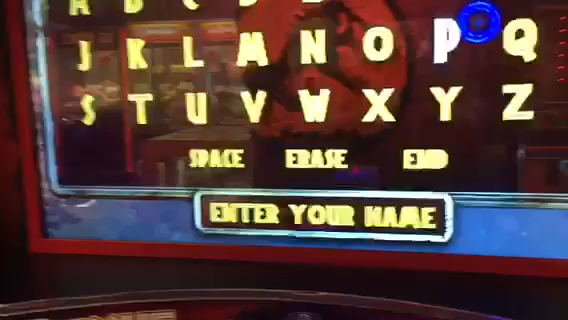 A B C D
J K L M N O P Q
S T U V W X Y Z
SPACE ERASE END
ENTER YOUR NAME